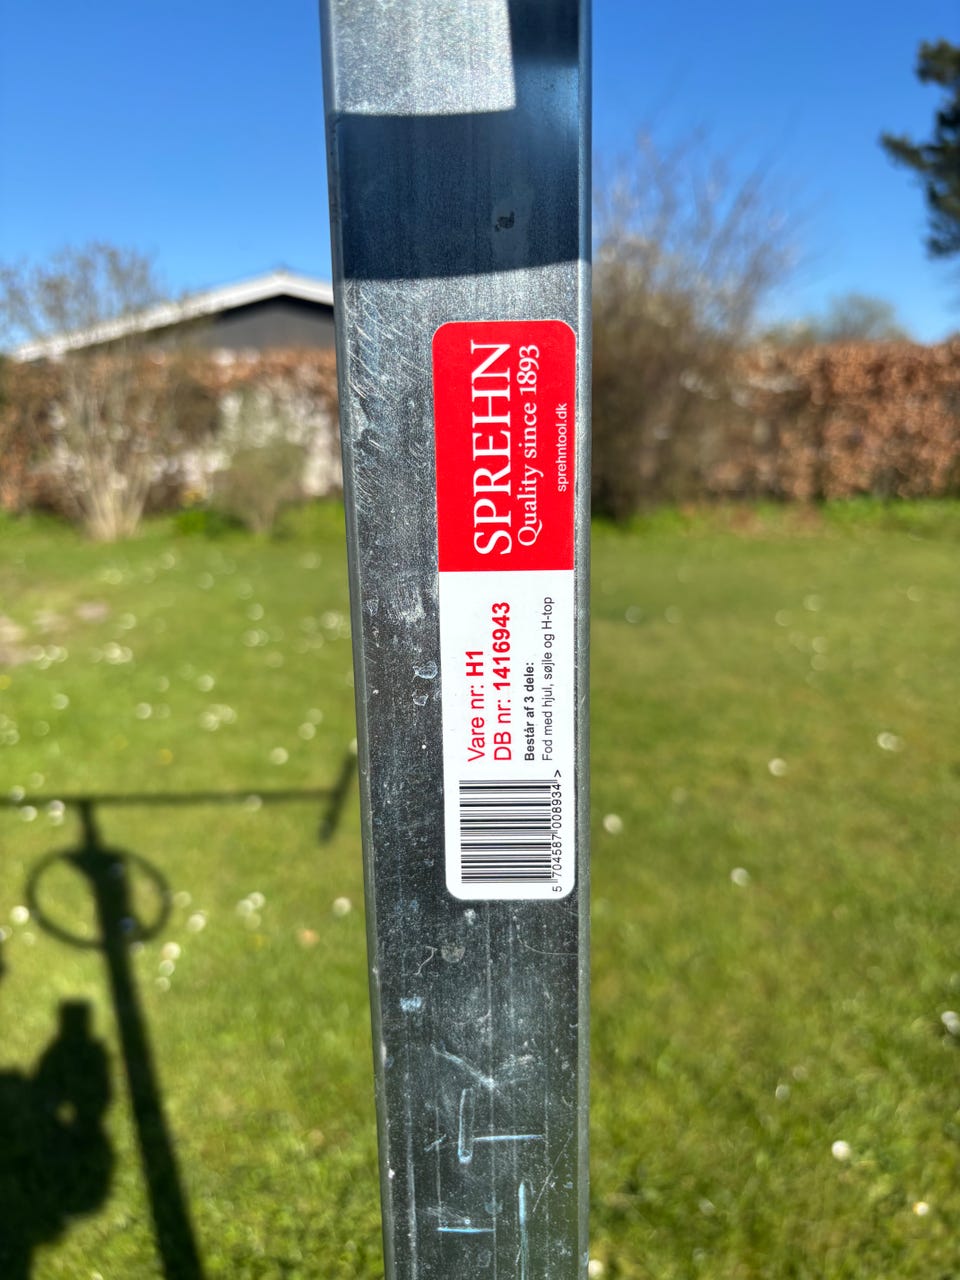 SPREHN
Quality since 1893
sprehntool.dk
Vare nr: H1
DB nr: 1416943
Består af 3 dele:
Fod med hjul, søjle og H-top
5 704587 008934 >